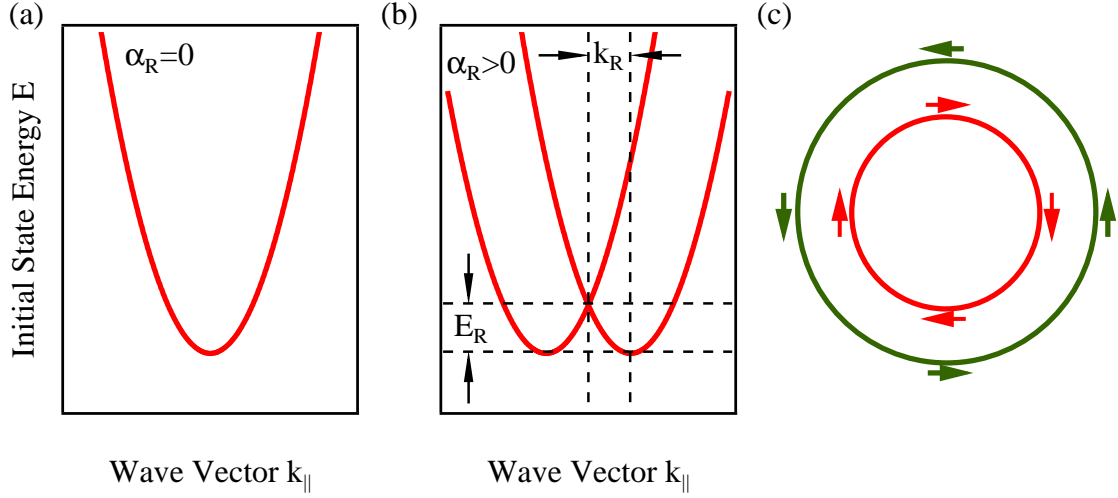 (a)
α_R=0
Initial State Energy E
Wave Vector k_||
(b)
α_R>0
k_R
E_R
Wave Vector k_||
(c)